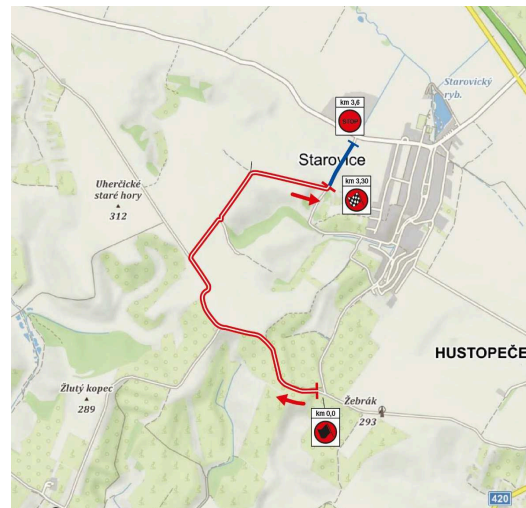 km 3,6
STOP
Starovický
ryb.
Starovice
km 3,30
Uherčické
staré hory
312
HUSTOPEČE
Žlutý kopec
289
km 0,0
Žebrák
293
420